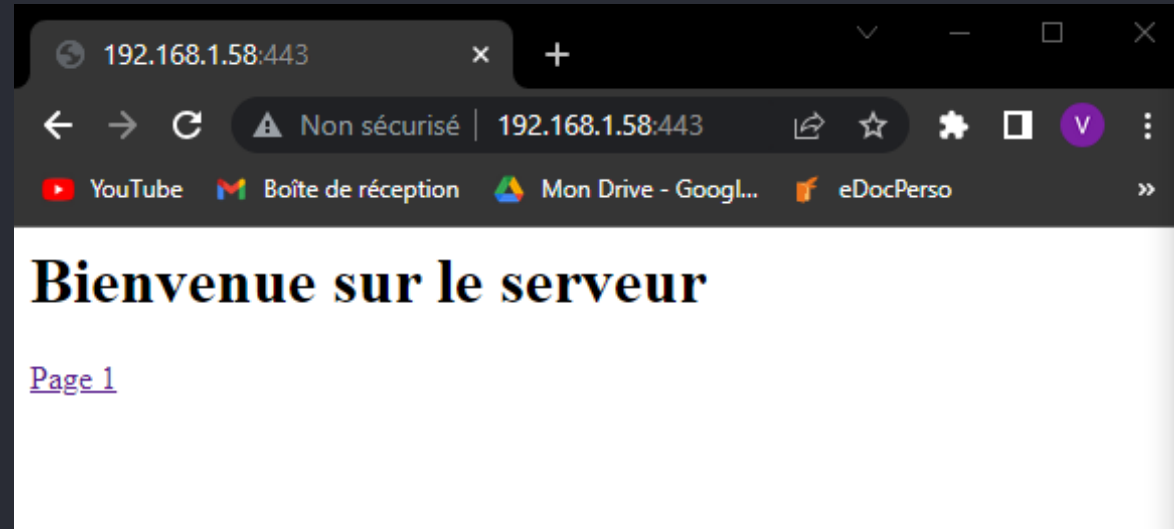 192.168.1.58:443
Non sécurisé | 192.168.1.58:443
V
YouTube Boîte de réception Mon Drive - Googl... eDocPerso »
Bienvenue sur le serveur
Page 1